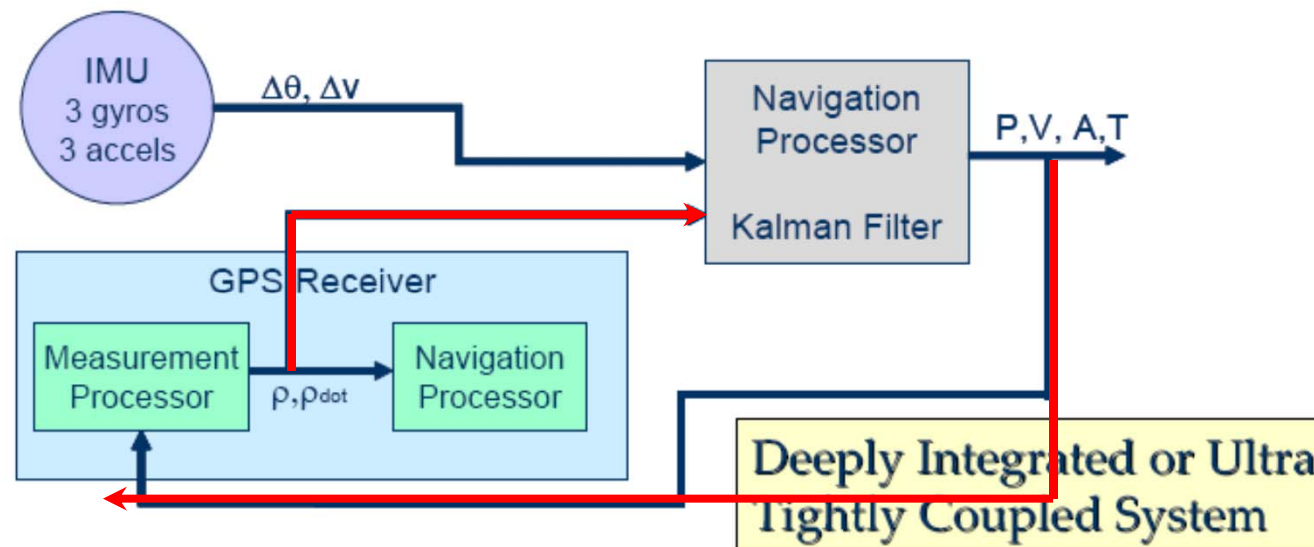 IMU
3 gyros
3 accels
Δθ, Δv
Navigation
Processor
Kalman Filter
P,V, A,T
GPS Receiver
Measurement
Processor
ρ,ρdot
Navigation
Processor
Deeply Integrated or Ultra
Tightly Coupled System